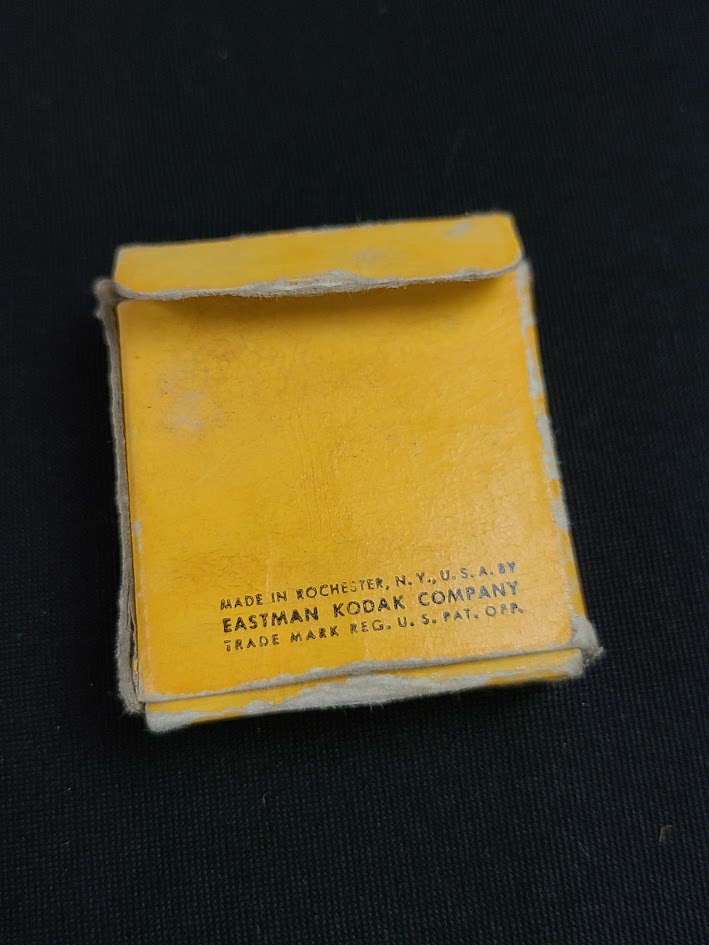 MADE IN ROCHESTER, N. Y., U. S. A. BY
EASTMAN KODAK COMPANY
TRADE MARK REG. U. S. PAT. OFF.